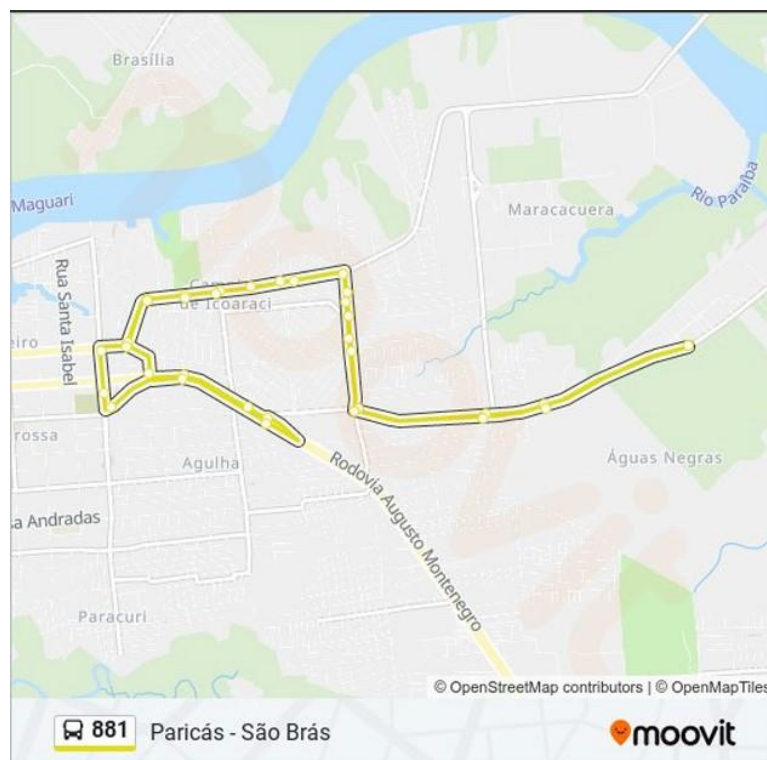 Brasília
Maguari
Maracacuera
Rio Paraíba
Rua Santa Isabel
de Icoaraci
eiro
rossa
Agulha
Águas Negras
Rodovia Augusto Montenegro
a Andradas
Paracuri
© OpenStreetMap contributors | © OpenMapTiles
881 Paricás - São Brás
moovit